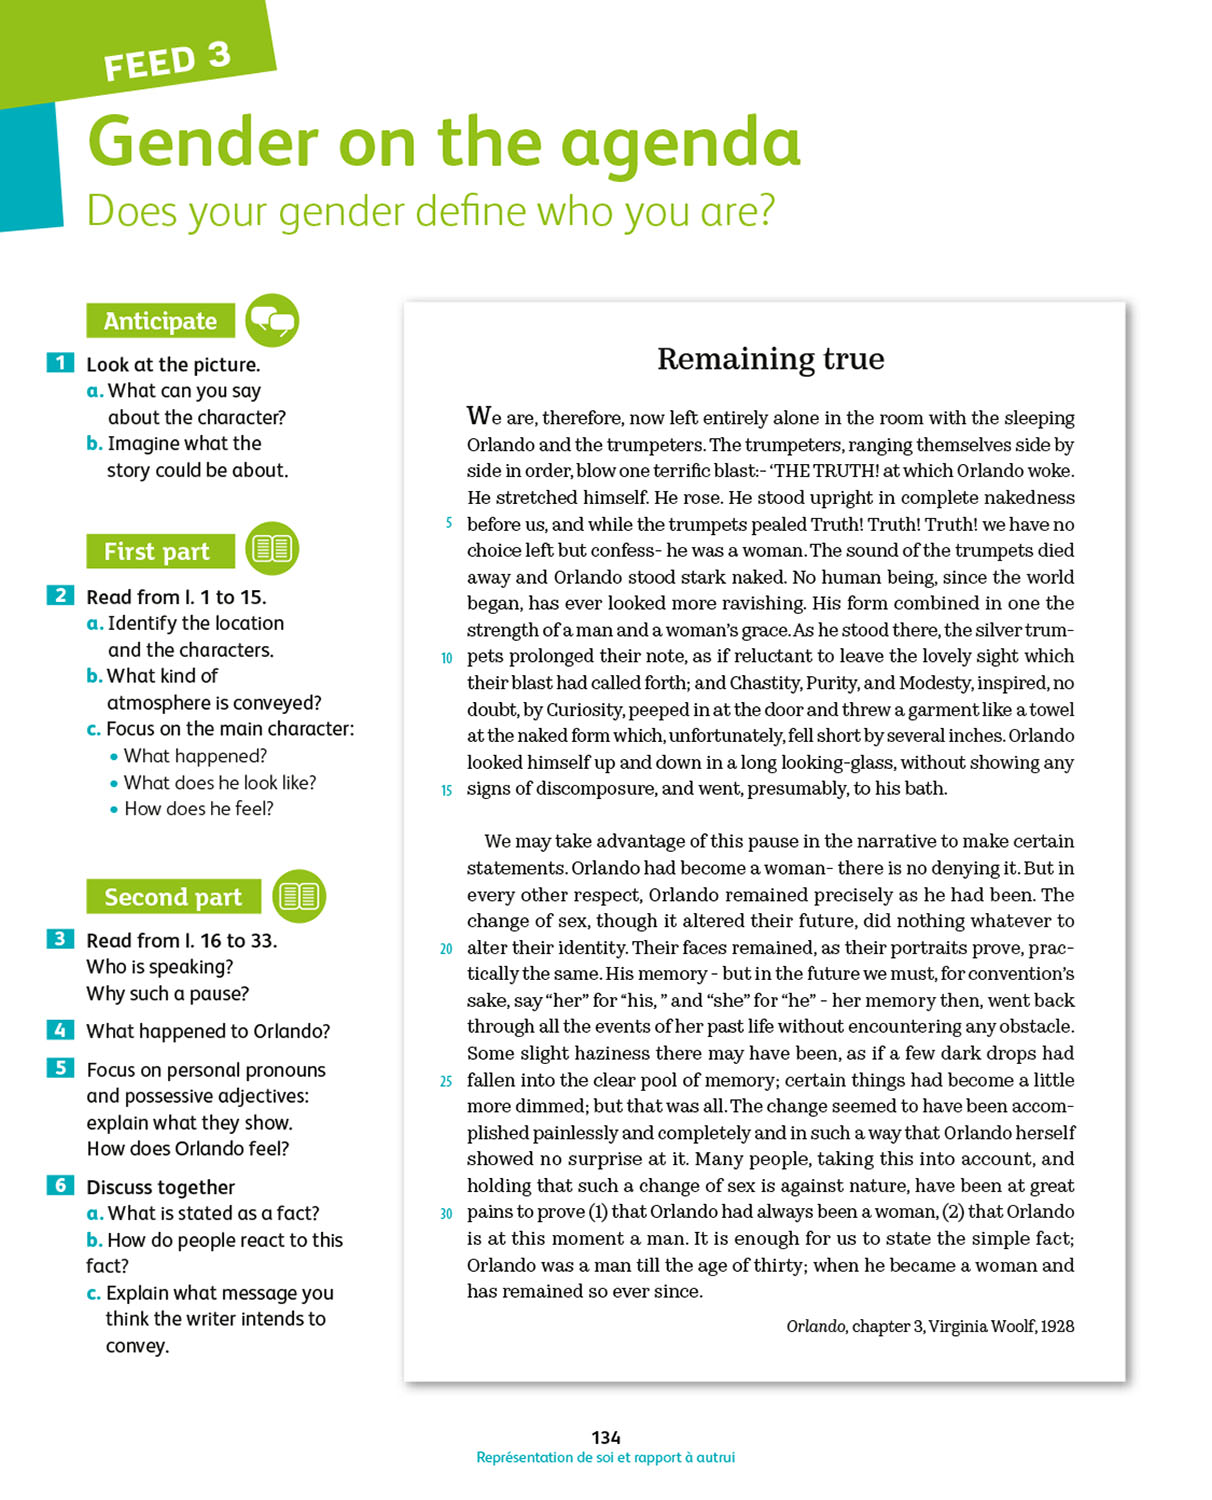 FEED 3
Gender on the agenda
Does your gender define who you are?
Anticipate
1 Look at the picture.
a. What can you say
about the character?
b. Imagine what the
story could be about.
First part
2 Read from l. 1 to 15.
a. Identify the location
and the characters.
b. What kind of
atmosphere is conveyed?
c. Focus on the main character:
• What happened?
• What does he look like?
• How does he feel?
Second part
3 Read from l. 16 to 33.
Who is speaking?
Why such a pause?
4 What happened to Orlando?
5 Focus on personal pronouns
and possessive adjectives:
explain what they show.
How does Orlando feel?
6 Discuss together
a. What is stated as a fact?
b. How do people react to this
fact?
c. Explain what message you
think the writer intends to
convey.
Remaining true
We are, therefore, now left entirely alone in the room with the sleeping
Orlando and the trumpeters. The trumpeters, ranging themselves side by
side in order, blow one terrific blast:- ‘THE TRUTH! at which Orlando woke.
He stretched himself. He rose. He stood upright in complete nakedness
5 before us, and while the trumpets pealed Truth! Truth! Truth! we have no
choice left but confess- he was a woman. The sound of the trumpets died
away and Orlando stood stark naked. No human being, since the world
began, has ever looked more ravishing. His form combined in one the
strength of a man and a woman’s grace. As he stood there, the silver trum-
10 pets prolonged their note, as if reluctant to leave the lovely sight which
their blast had called forth; and Chastity, Purity, and Modesty, inspired, no
doubt, by Curiosity, peeped in at the door and threw a garment like a towel
at the naked form which, unfortunately, fell short by several inches. Orlando
looked himself up and down in a long looking-glass, without showing any
15 signs of discomposure, and went, presumably, to his bath.
We may take advantage of this pause in the narrative to make certain
statements. Orlando had become a woman- there is no denying it. But in
every other respect, Orlando remained precisely as he had been. The
change of sex, though it altered their future, did nothing whatever to
20 alter their identity. Their faces remained, as their portraits prove, prac-
tically the same. His memory - but in the future we must, for convention’s
sake, say “her” for “his, ” and “she” for “he” - her memory then, went back
through all the events of her past life without encountering any obstacle.
Some slight haziness there may have been, as if a few dark drops had
25 fallen into the clear pool of memory; certain things had become a little
more dimmed; but that was all. The change seemed to have been accom-
plished painlessly and completely and in such a way that Orlando herself
showed no surprise at it. Many people, taking this into account, and
holding that such a change of sex is against nature, have been at great
30 pains to prove (1) that Orlando had always been a woman, (2) that Orlando
is at this moment a man. It is enough for us to state the simple fact;
Orlando was a man till the age of thirty; when he became a woman and
has remained so ever since.
Orlando, chapter 3, Virginia Woolf, 1928
134
Représentation de soi et rapport à autrui